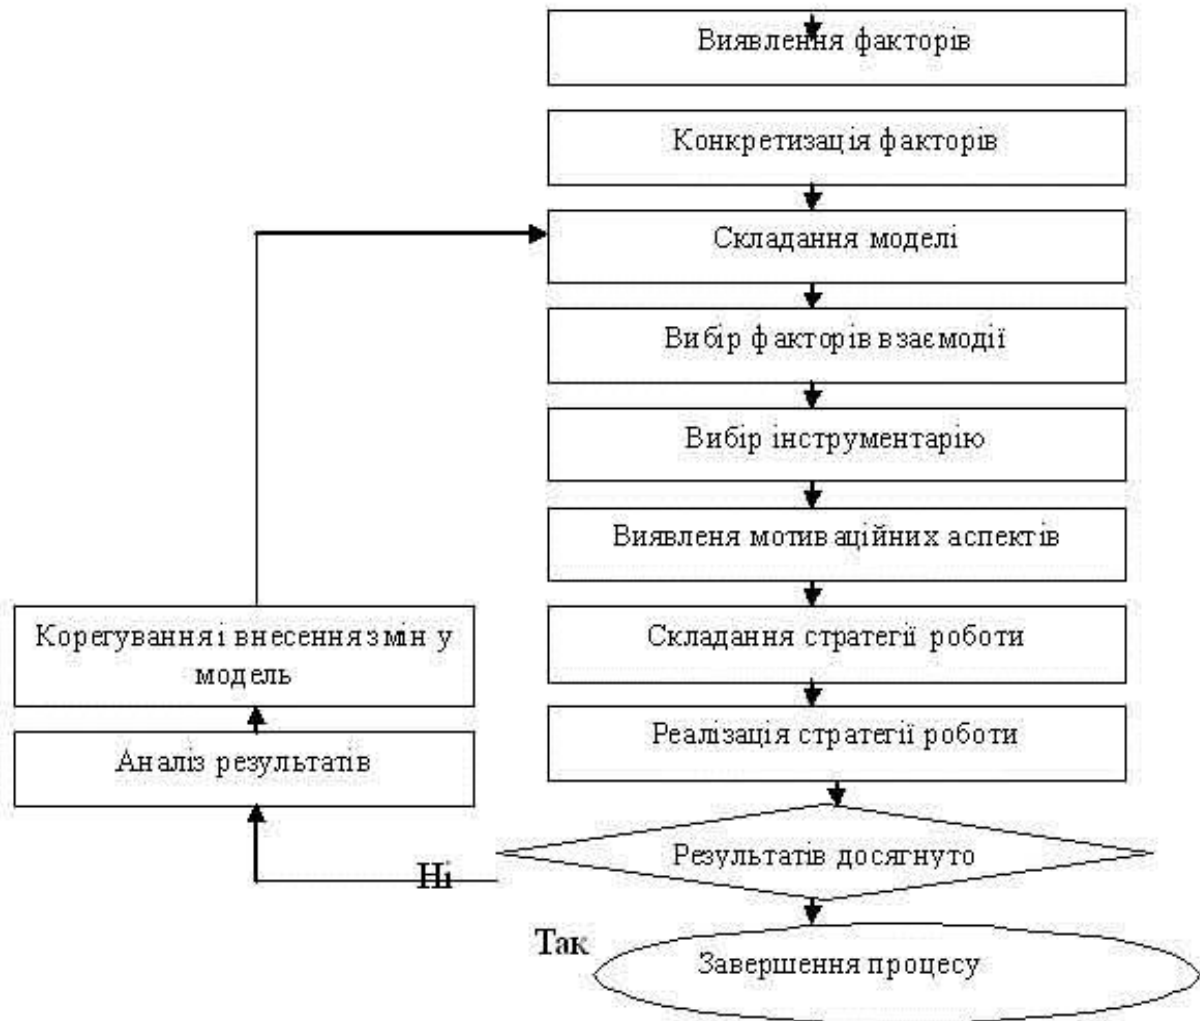 Виявлення факторів
Конкретизація факторів
Складання моделі
Вибір факторів взаємодії
Вибір інструментарію
Виявленя мотиваційних аспектів
Складання стратегії роботи
Реалізація стратегії роботи
Результатів досягнуто
Ні
Корегування і внесення змін у
модель
Аналіз результатів
Так
Завершення процесу